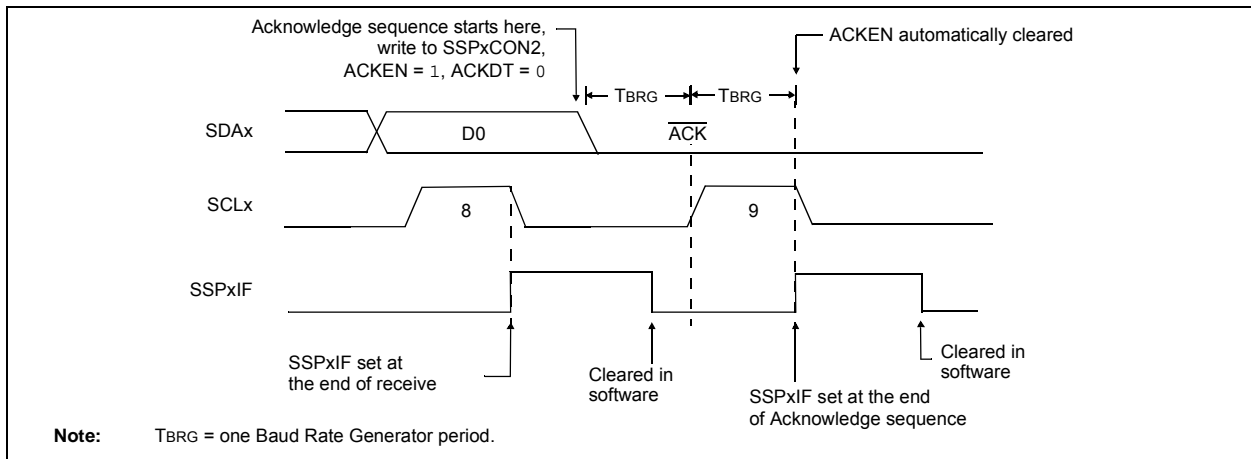 Acknowledge sequence starts here,
write to SSPxCON2,
ACKEN = 1, ACKDT = 0
ACKEN automatically cleared
TBRG
TBRG
SDAx
D0
ACK
SCLx
8
9
SSPxIF
SSPxIF set at
the end of receive
Cleared in
software
SSPxIF set at the end
of Acknowledge sequence
Cleared in
software
Note: TBRG = one Baud Rate Generator period.